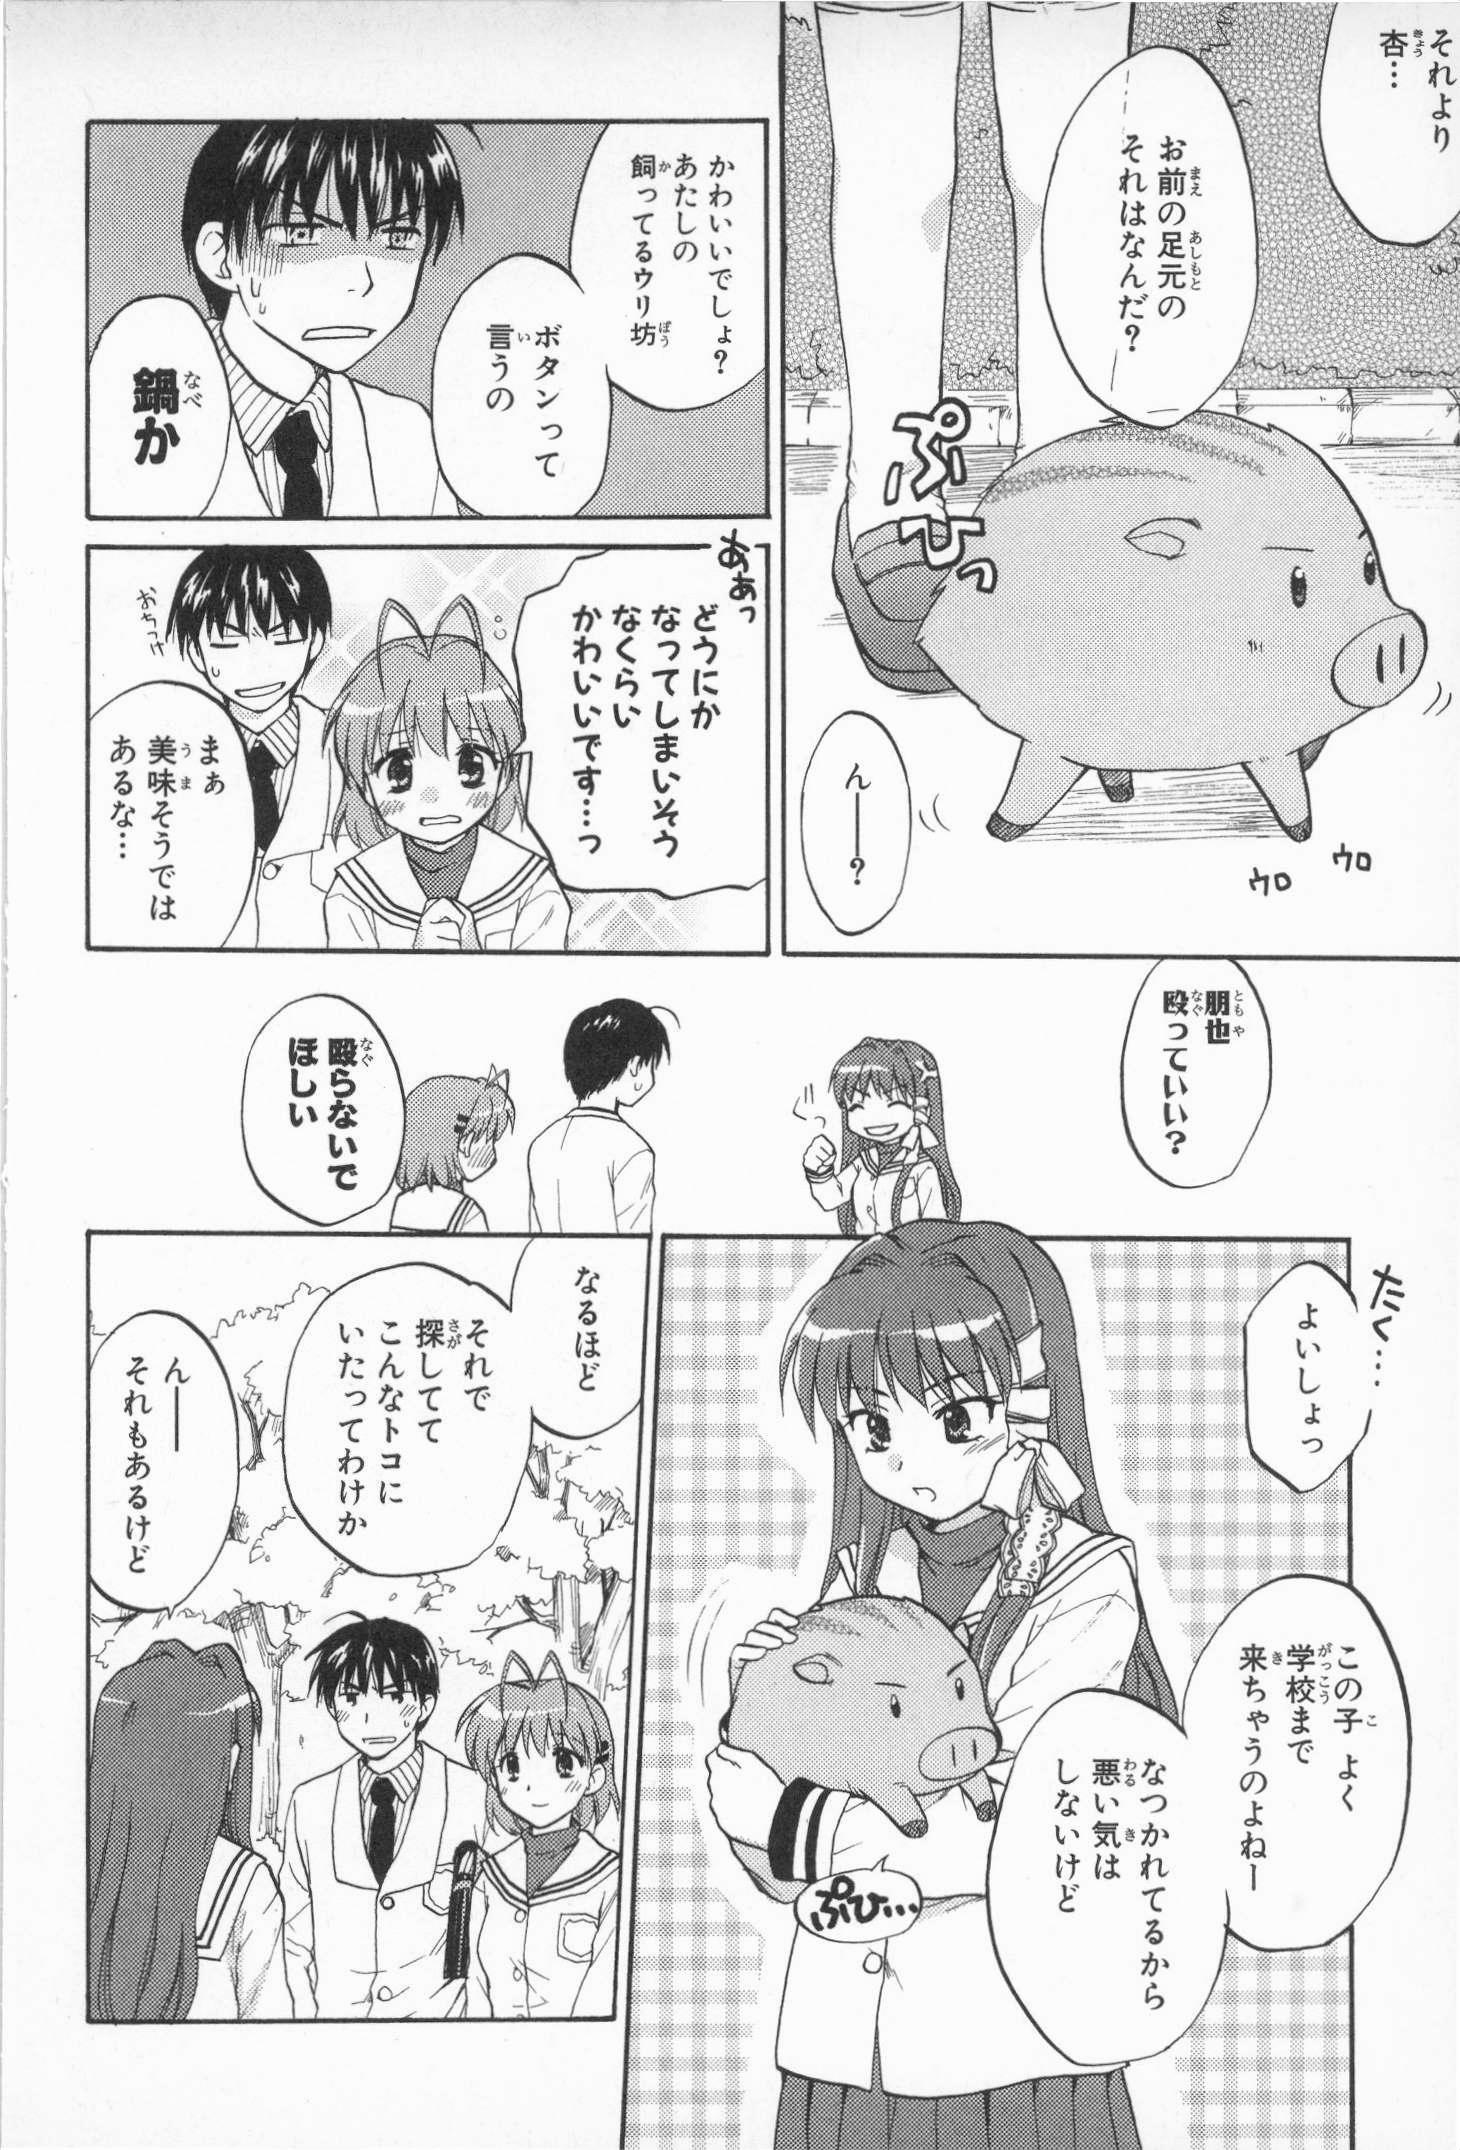 それより
杏…
お前の足元の
それはなんだ?
ぷ
ひっ
んー?
ウロ
ウロ
かわいいでしょ?
あたしの
飼ってるウリ坊
ボタンって
言うの
鍋か
ああっ
どうにか
なってしまいそう
なくらい
かわいいです…っ
おちつけ
まぁ
美味そうでは
あるな…
朋也
殴っていい?
ぐっ
殴らないで
ほしい
たく…
よいしょっ
この子 よく
学校まで
来ちゃうのよねー
なつかれてるから
悪い気は
しないけど
ぷひ…
なるほど
それで
探してて
こんなトコに
いたってわけか
んー
それもあるけど